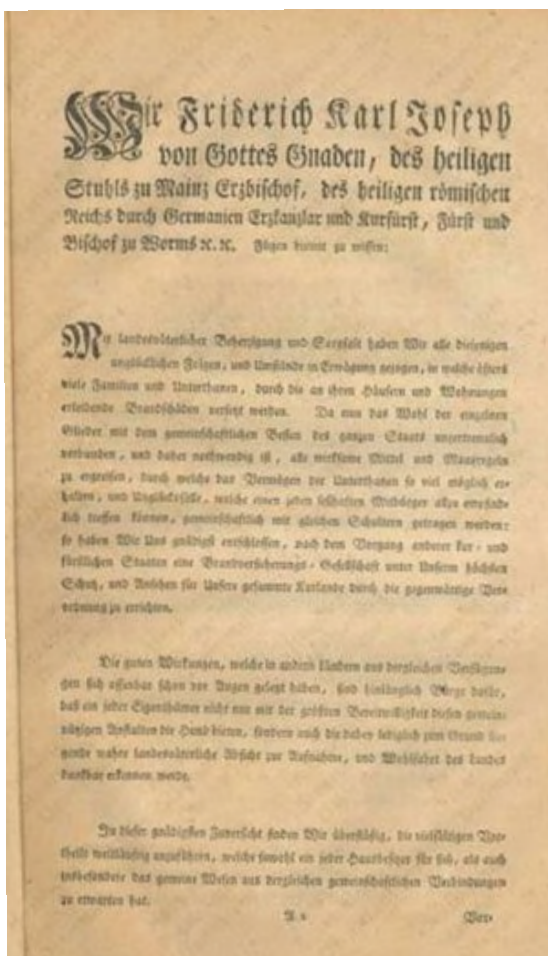 Wir Friderich Karl Joseph
von Gottes Gnaden, des heiligen
Stuhls zu Mainz Erzbischof, des heiligen römischen
Reichs durch Germanien Erzkanzlar und Kurfürst, Fürst und
Bischof zu Worms ꝛc. ꝛc. Fügen hiemit zu wissen:
Mit landesväterlicher Beherzigung und Sorgfalt haben Wir alle diejenigen
unglücklichen Folgen, und Umstände in Erwägung gezogen, in welche öfters
viele Familien und Unterthanen, durch die an ihren Häusern und Wohnungen
erleidende Brandschäden versetzt werden. Da nun das Wohl der einzelnen
Glieder mit dem gemeinschaftlichen Besten des ganzen Staats unzertrennlich
verbunden, und daher nothwendig ist, alle wirksame Mittel und Maasregeln
zu ergreifen, durch welche das Vermögen der Unterthanen so viel möglich er-
halten, und Unglücksfälle, welche einen jeden seßhaften Mitbürger allzu empfind-
lich treffen können, gemeinschaftlich mit gleichen Schultern getragen werden:
so haben Wir Uns gnädigst entschlossen, nach dem Vorgang anderer kur- und
fürstlichen Staaten eine Brandversicherungs-Gesellschaft unter Unserm höchsten
Schutz, und Ansehen für Unsere gesammte Kurlande durch die gegenwärtige Ver-
ordnung zu errichten.
Die guten Wirkungen, welche in andern Ländern aus dergleichen Verfügun-
gen sich offenbar schon vor Augen gelegt haben, sind hinlänglich Bürge dafür,
daß ein jeder Eigenthümer nicht nur mit der größten Bereitwilligkeit diesen gemein-
nützigen Anstalten die Hand bieten, sondern auch die dabey lediglich zum Grund lie-
gende wahre landesväterliche Absicht zur Aufnahme, und Wohlfahrt des Landes
dankbar erkennen werde.
In dieser gnädigsten Zuversicht finden Wir überflüßig, die vielfältigen Vor-
theile weitläufig anzuführen, welche sowohl ein jeder Hausbesitzer für sich, als auch
insbesondere das gemeine Wesen aus dergleichen gemeinschaftlichen Verbindungen
zu erwarten hat.
Vor-